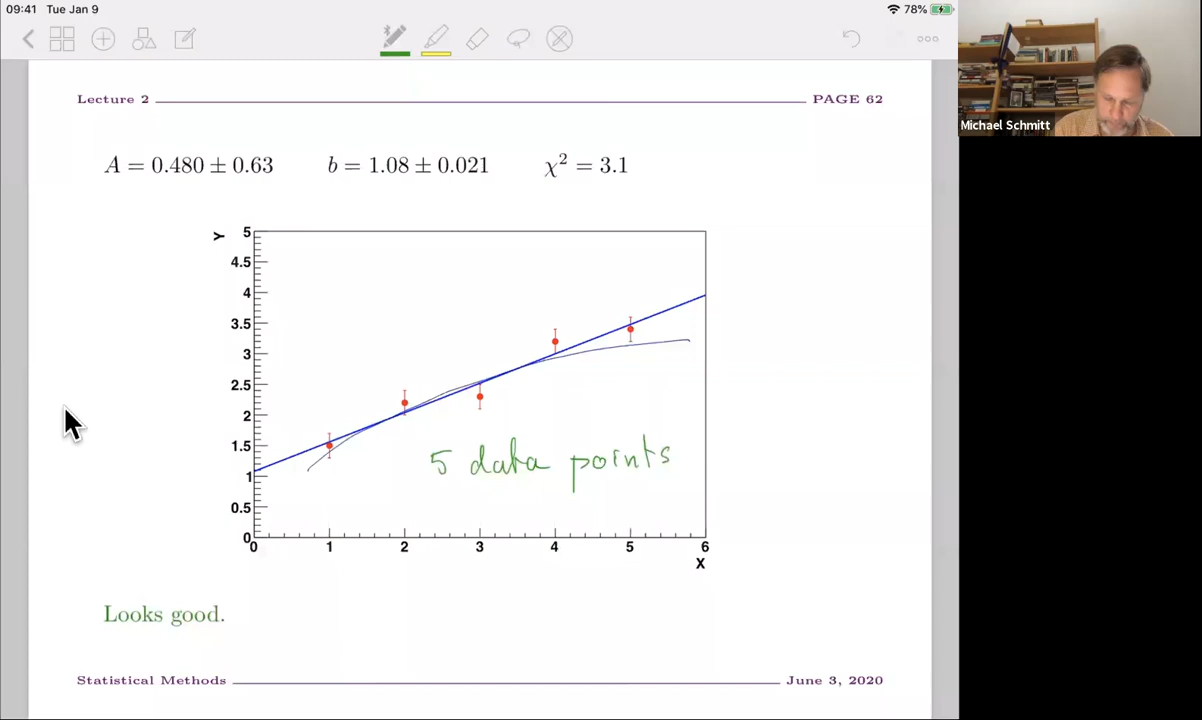 09:41 Tue Jan 9
78%
Michael Schmitt
Lecture 2 PAGE 62
A = 0.480 ± 0.63 b = 1.08 ± 0.021 χ² = 3.1
Y
5
4.5
4
3.5
3
2.5
2
1.5
1
0.5
0
5 data points
0 1 2 3 4 5 6
X
Looks good.
Statistical Methods June 3, 2020